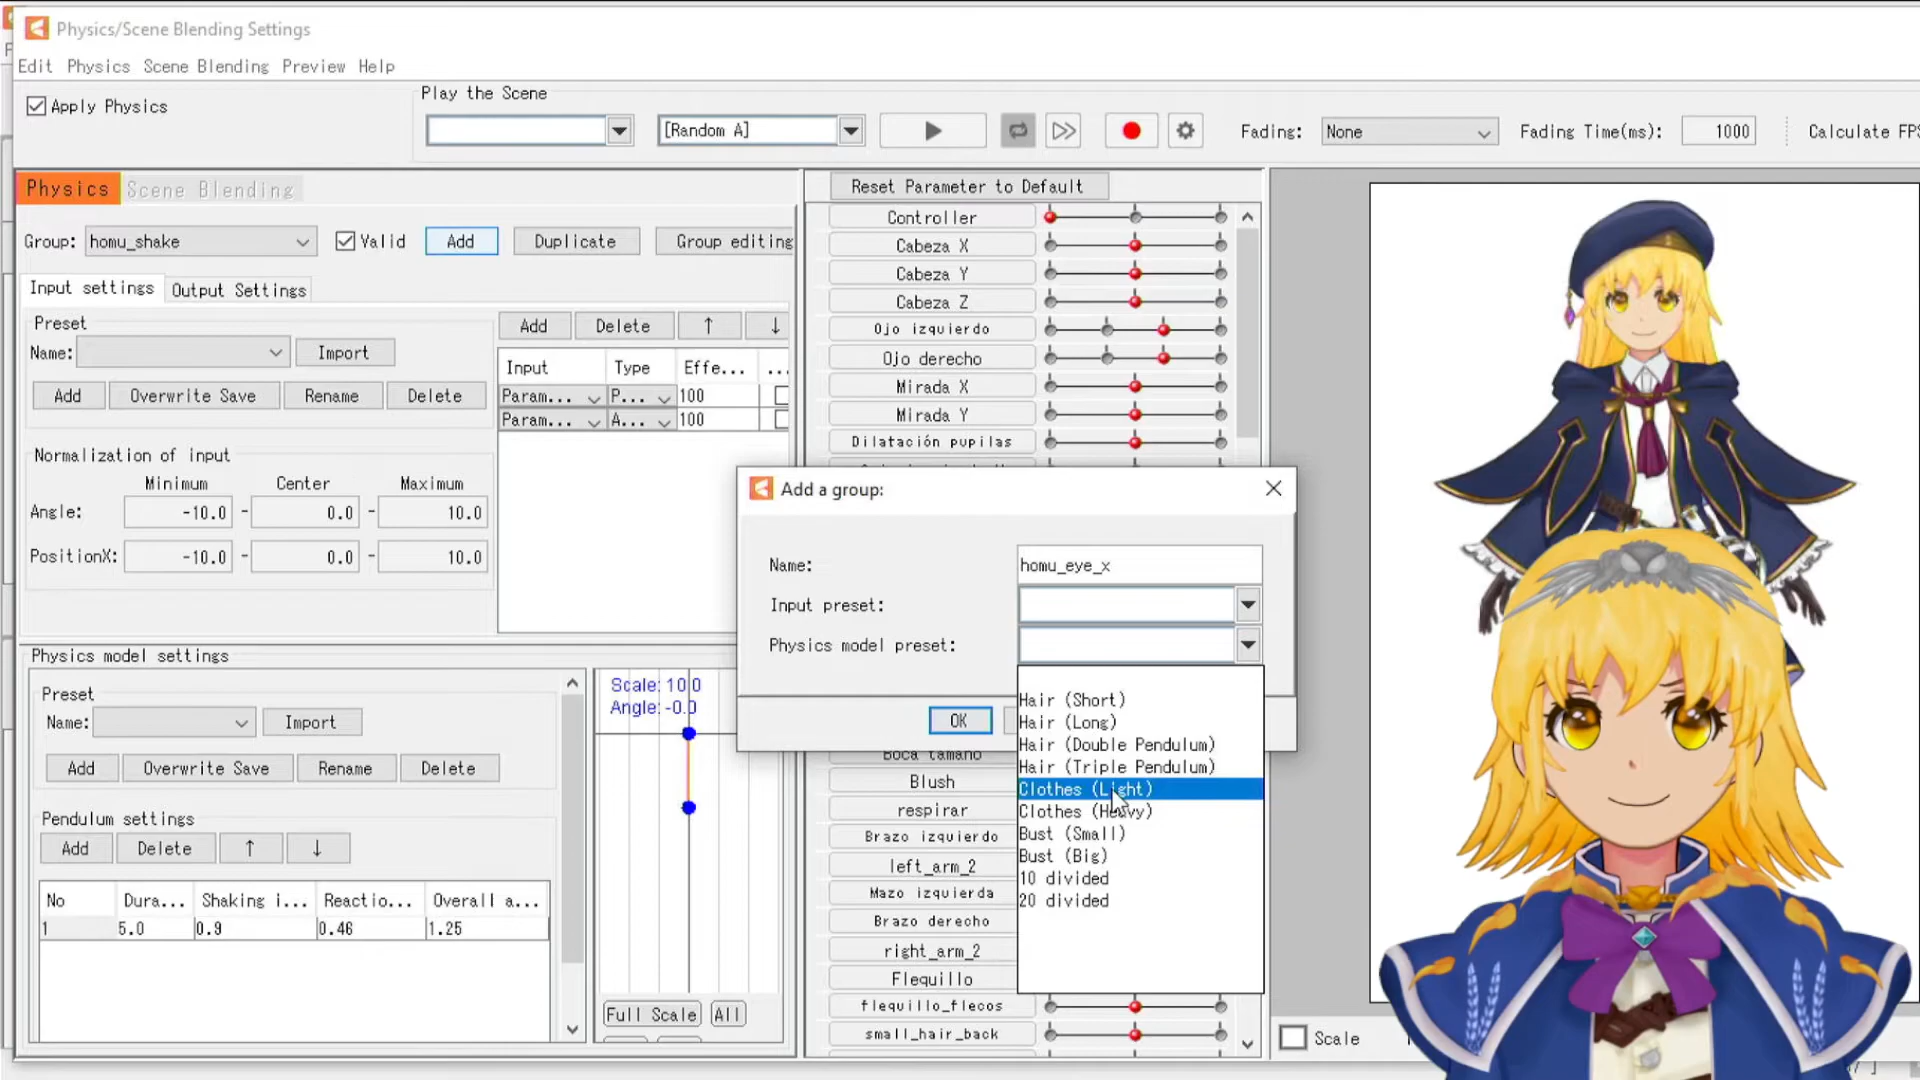 Physics/Scene Blending Settings
Edit Physics Scene Blending Preview Help
Apply Physics
Play the Scene
[Random A]
Fading: None Fading Time(ms): 1000 Calculate FPS
Physics Scene Blending
Group: homu_shake Valid Add Duplicate Group editing
Input settings Output Settings
Preset
Name: Import
Add Overwrite Save Rename Delete
Normalization of input
Minimum Center Maximum
Angle: -10.0 - 0.0 - 10.0
PositionX: -10.0 - 0.0 - 10.0
Add Delete ↑ ↓
Input Type Effe... ...
Param... P... 100
Param... A... 100
Physics model settings
Preset
Name: Import
Add Overwrite Save Rename Delete
Pendulum settings
Add Delete ↑ ↓
No Dura... Shaking i... Reactio... Overall a...
1 5.0 0.9 0.46 1.25
Scale: 10.0
Angle: -0.0
Full Scale All
Reset Parameter to Default
Controller
Cabeza X
Cabeza Y
Cabeza Z
Ojo izquierdo
Ojo derecho
Mirada X
Mirada Y
Dilatación pupilas
Add a group:
Name: homu_eye_x
Input preset:
Physics model preset:
OK
Hair (Short)
Hair (Long)
Hair (Double Pendulum)
Hair (Triple Pendulum)
Clothes (Light)
Clothes (Heavy)
Bust (Small)
Bust (Big)
10 divided
20 divided
Boca tamano
Blush
respirar
Brazo izquierdo
left_arm_2
Mazo izquierda
Brazo derecho
right_arm_2
Flequillo
flequillo_flecos
small_hair_back
Scale